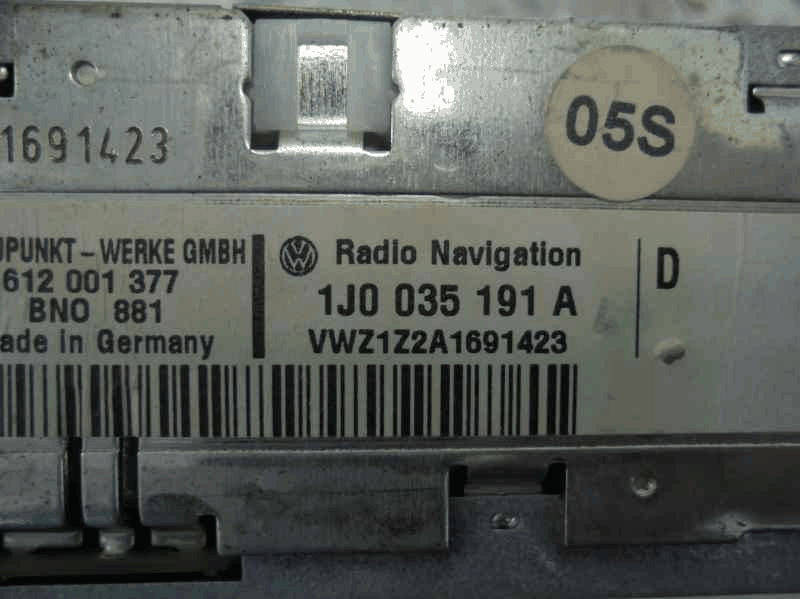 1691423
05S
UPUNKT - WERKE GMBH
612 001 377
BNO 881
ade in Germany
VW Radio Navigation
1J0 035 191 A
VWZ1Z2A1691423
D